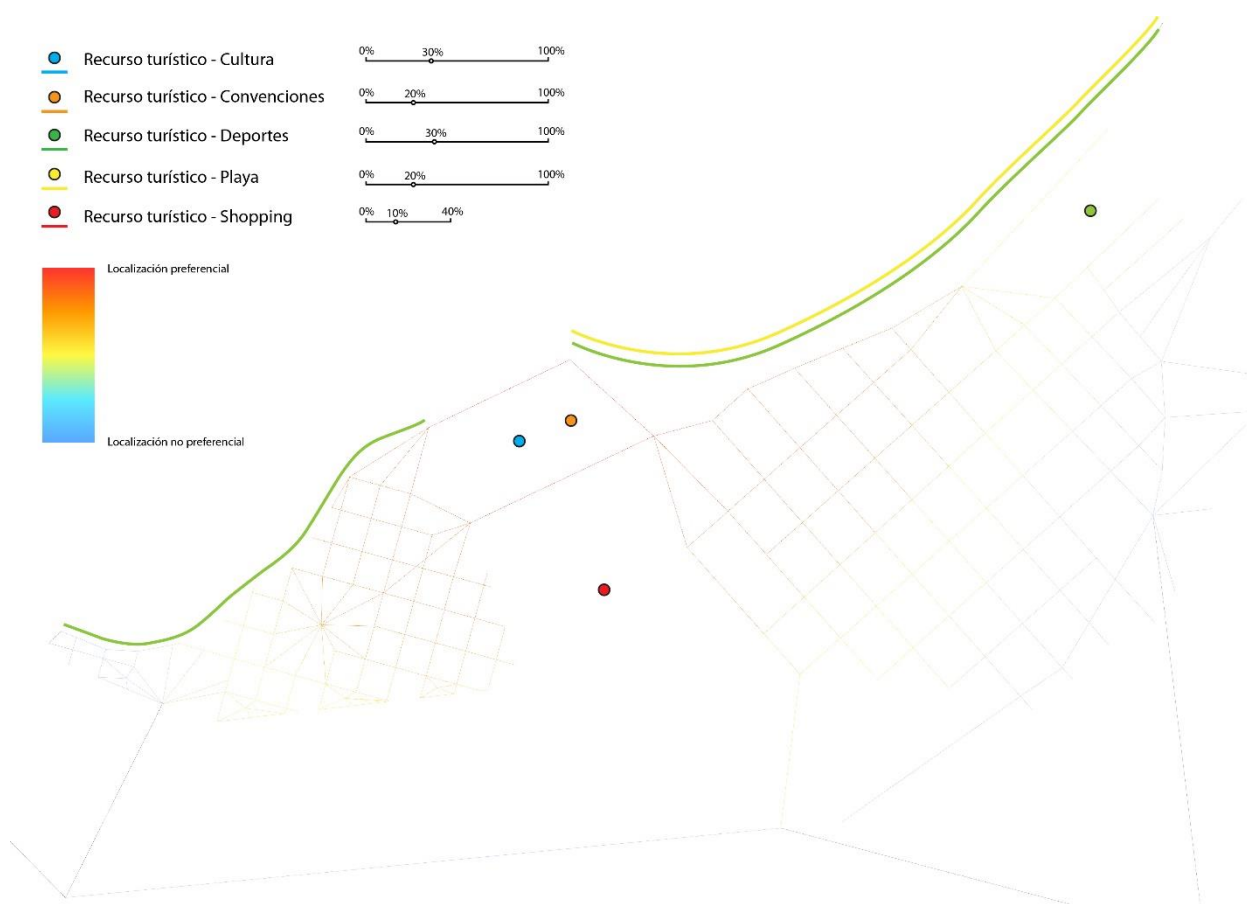 Recurso turístico - Cultura
0% 30% 100%
Recurso turístico - Convenciones
0% 20% 100%
Recurso turístico - Deportes
0% 30% 100%
Recurso turístico - Playa
0% 20% 100%
Recurso turístico - Shopping
0% 10% 40%
Localización preferencial
Localización no preferencial